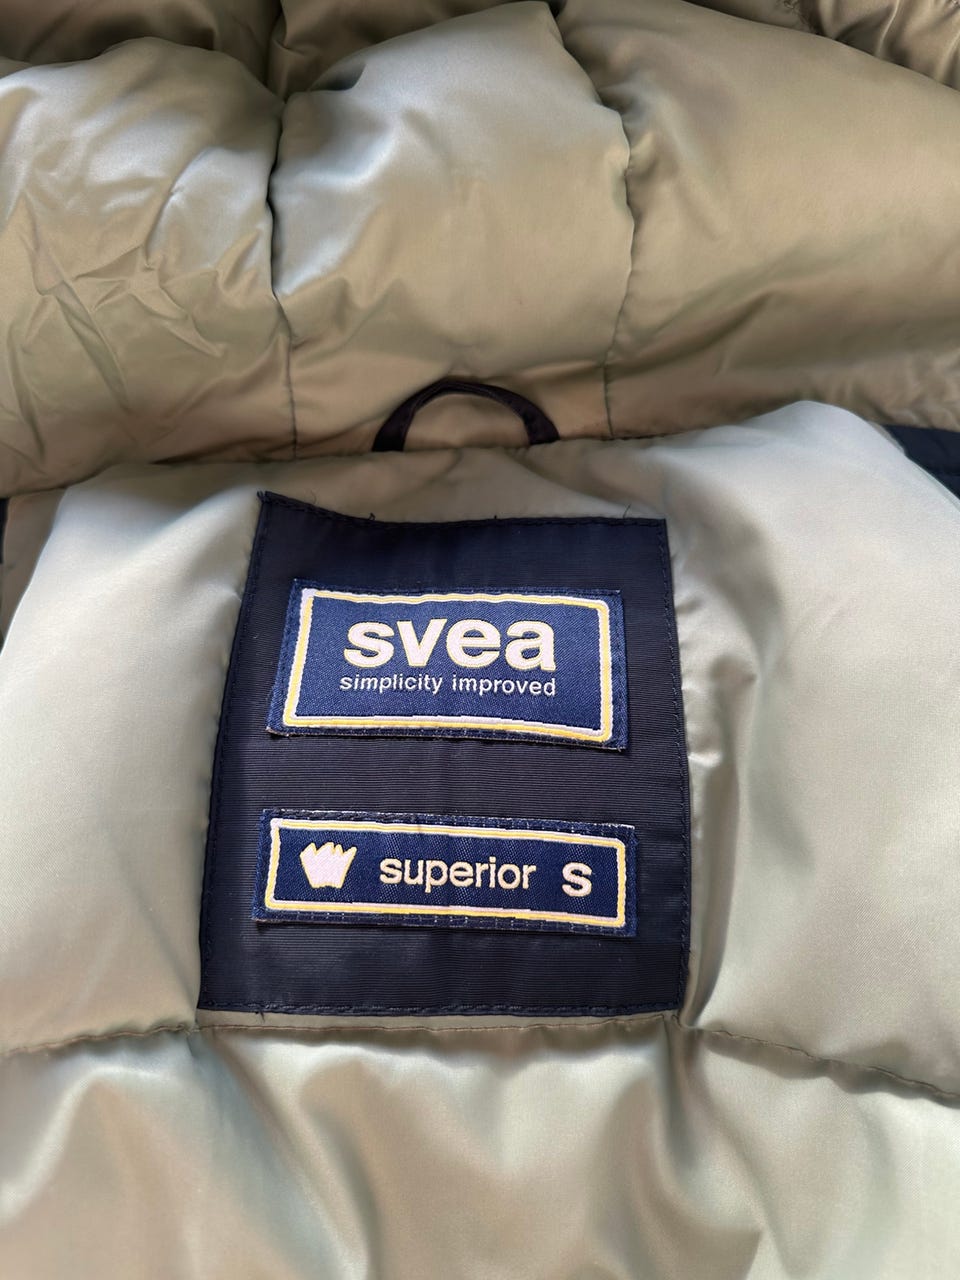 svea
simplicity improved
superior S